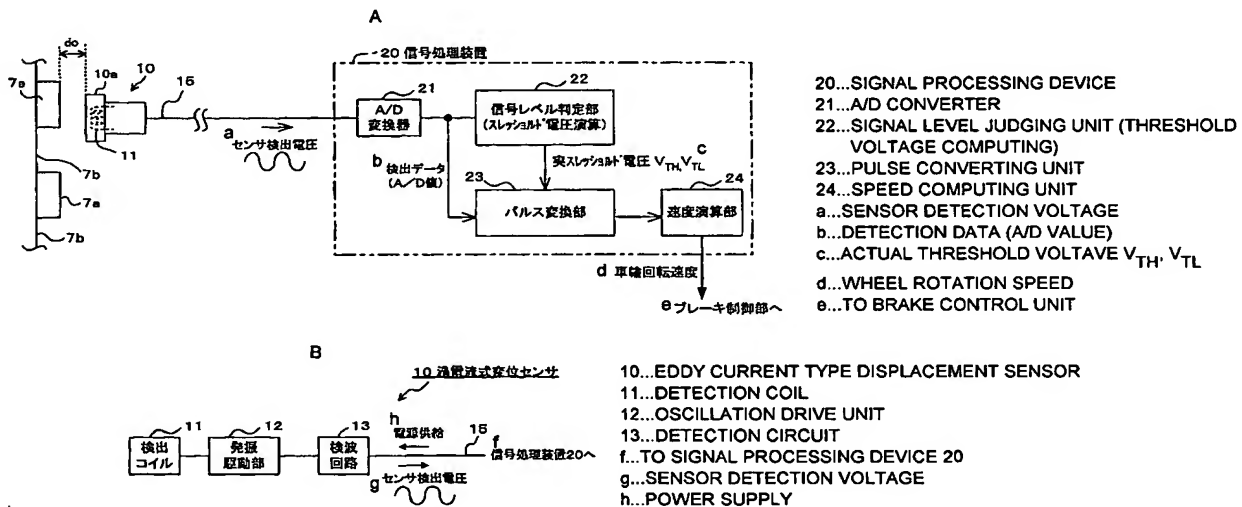 A
do
7a
10a
10
15
11
7b
7a
7b
a
センサ検出電圧
20 信号処理装置
21
A/D
変換器
22
信号レベル判定部
(スレッショルド電圧演算)
b
検出データ
(A/D値)
実スレッショルド電圧 VTH, VTL
c
23
パルス変換部
24
速度演算部
d 車輪回転速度
e ブレーキ制御部へ
20...SIGNAL PROCESSING DEVICE
21...A/D CONVERTER
22...SIGNAL LEVEL JUDGING UNIT (THRESHOLD
VOLTAGE COMPUTING)
23...PULSE CONVERTING UNIT
24...SPEED COMPUTING UNIT
a...SENSOR DETECTION VOLTAGE
b...DETECTION DATA (A/D VALUE)
c...ACTUAL THRESHOLD VOLTAVE VTH, VTL
d...WHEEL ROTATION SPEED
e...TO BRAKE CONTROL UNIT
B
10 渦電流式変位センサ
11
検出
コイル
12
発振
駆動部
13
検波
回路
h
電源供給
15
f
信号処理装置20へ
g
センサ検出電圧
10...EDDY CURRENT TYPE DISPLACEMENT SENSOR
11...DETECTION COIL
12...OSCILLATION DRIVE UNIT
13...DETECTION CIRCUIT
f...TO SIGNAL PROCESSING DEVICE 20
g...SENSOR DETECTION VOLTAGE
h...POWER SUPPLY